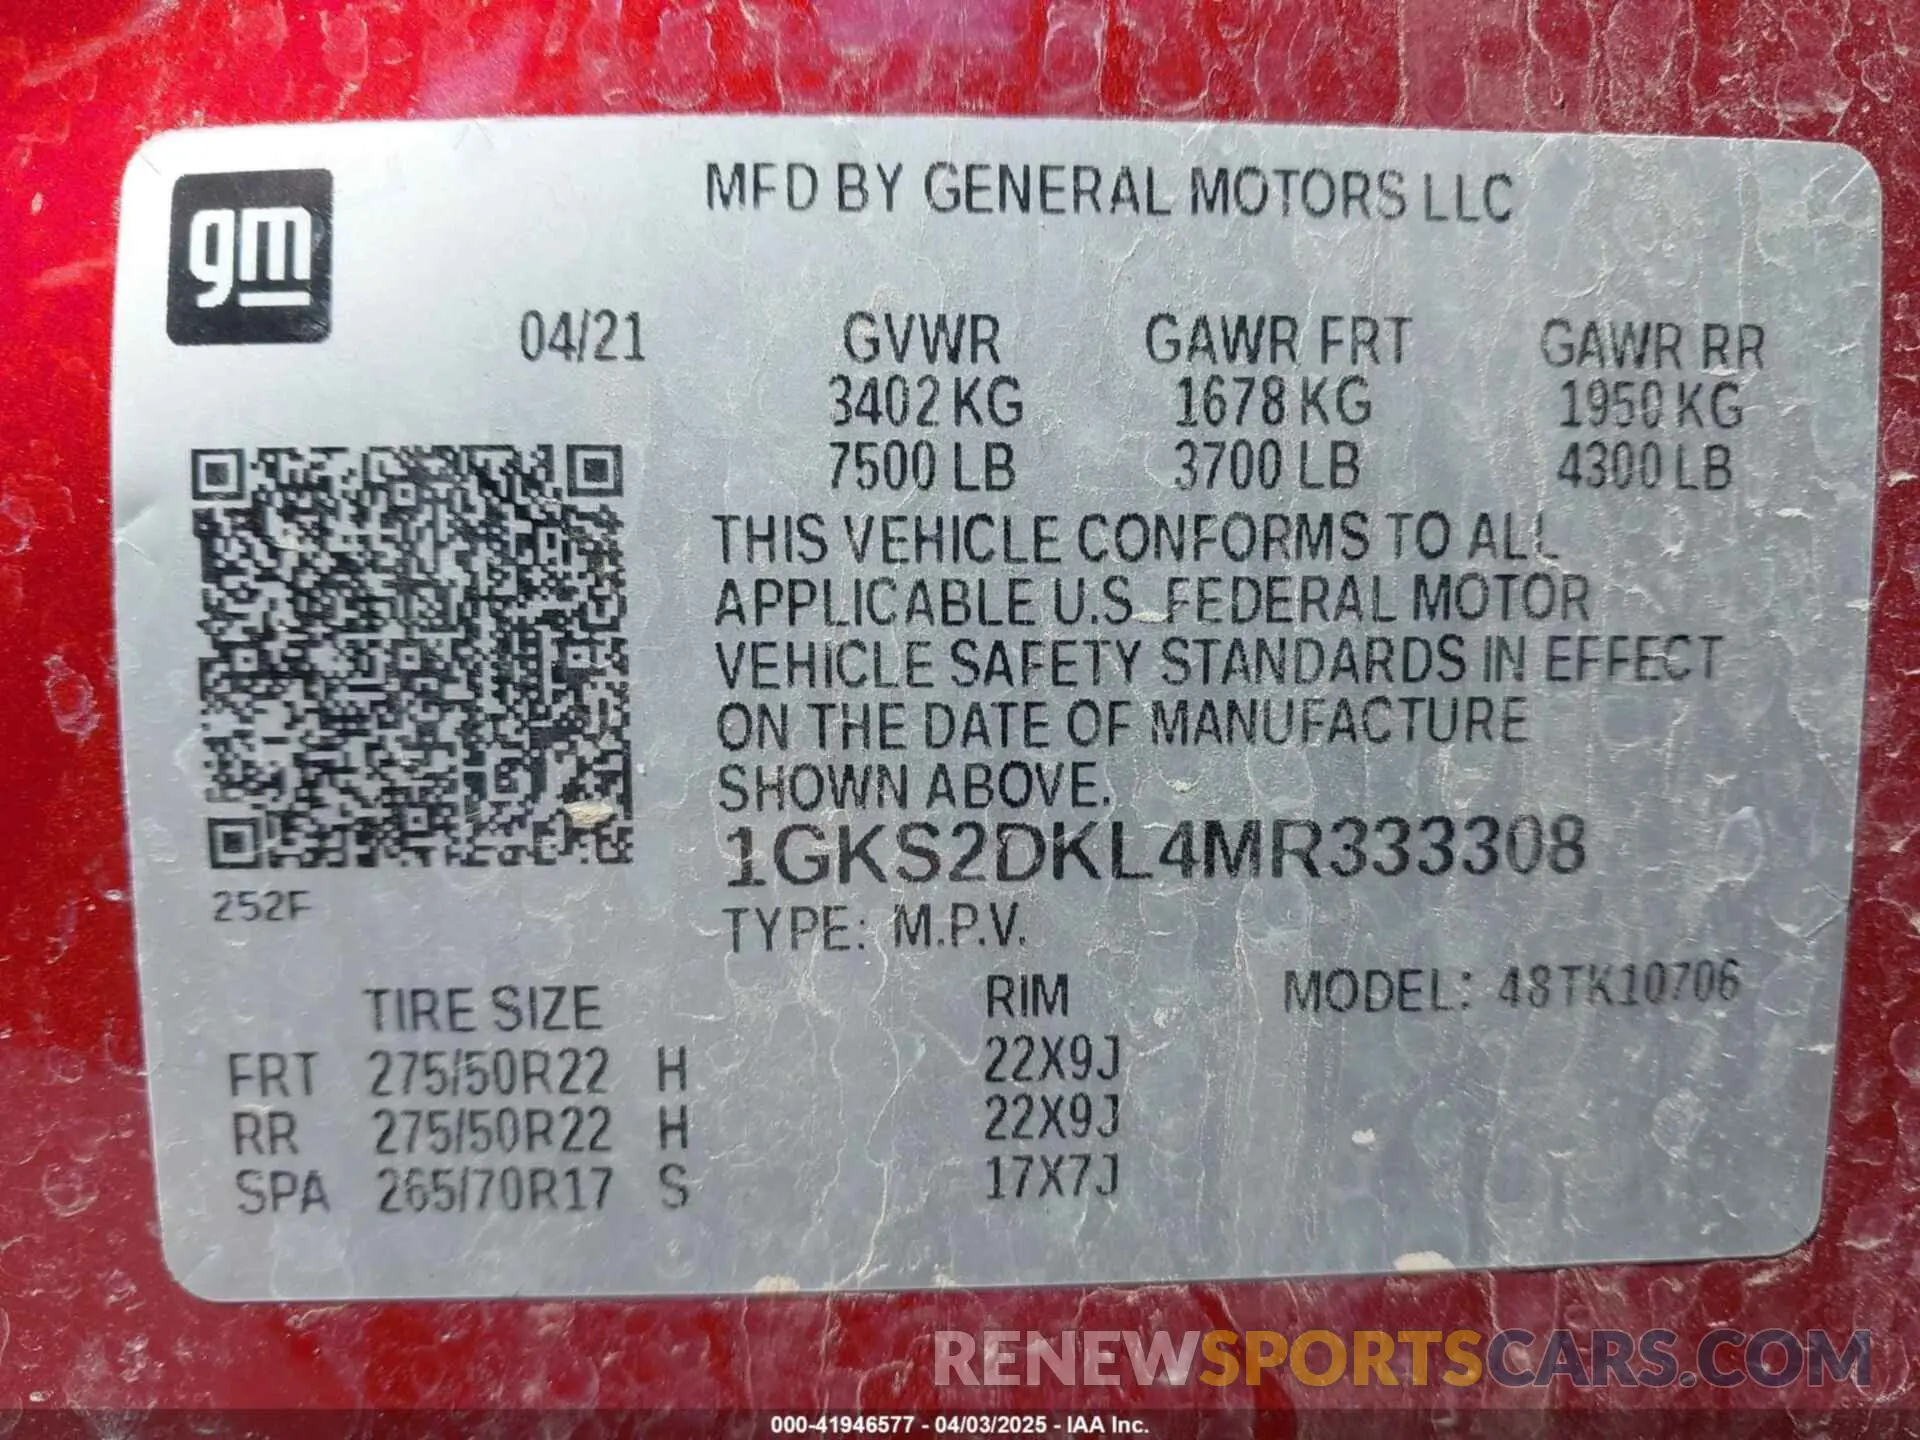 MFD BY GENERAL MOTORS LLC
gm
04/21 GVWR GAWR FRT GAWR RR
3402 KG 1678 KG 1950 KG
7500 LB 3700 LB 4300 LB
THIS VEHICLE CONFORMS TO ALL
APPLICABLE U.S. FEDERAL MOTOR
VEHICLE SAFETY STANDARDS IN EFFECT
ON THE DATE OF MANUFACTURE
SHOWN ABOVE.
1GKS2DKL4MR333308
252F
TYPE: M.P.V.
TIRE SIZE RIM MODEL: 48TK10706
FRT 275/50R22 H 22X9J
RR 275/50R22 H 22X9J
SPA 265/70R17 S 17X7J
RENEWSPORTSCARS.COM
000-41946577 - 04/03/2025 - IAA Inc.